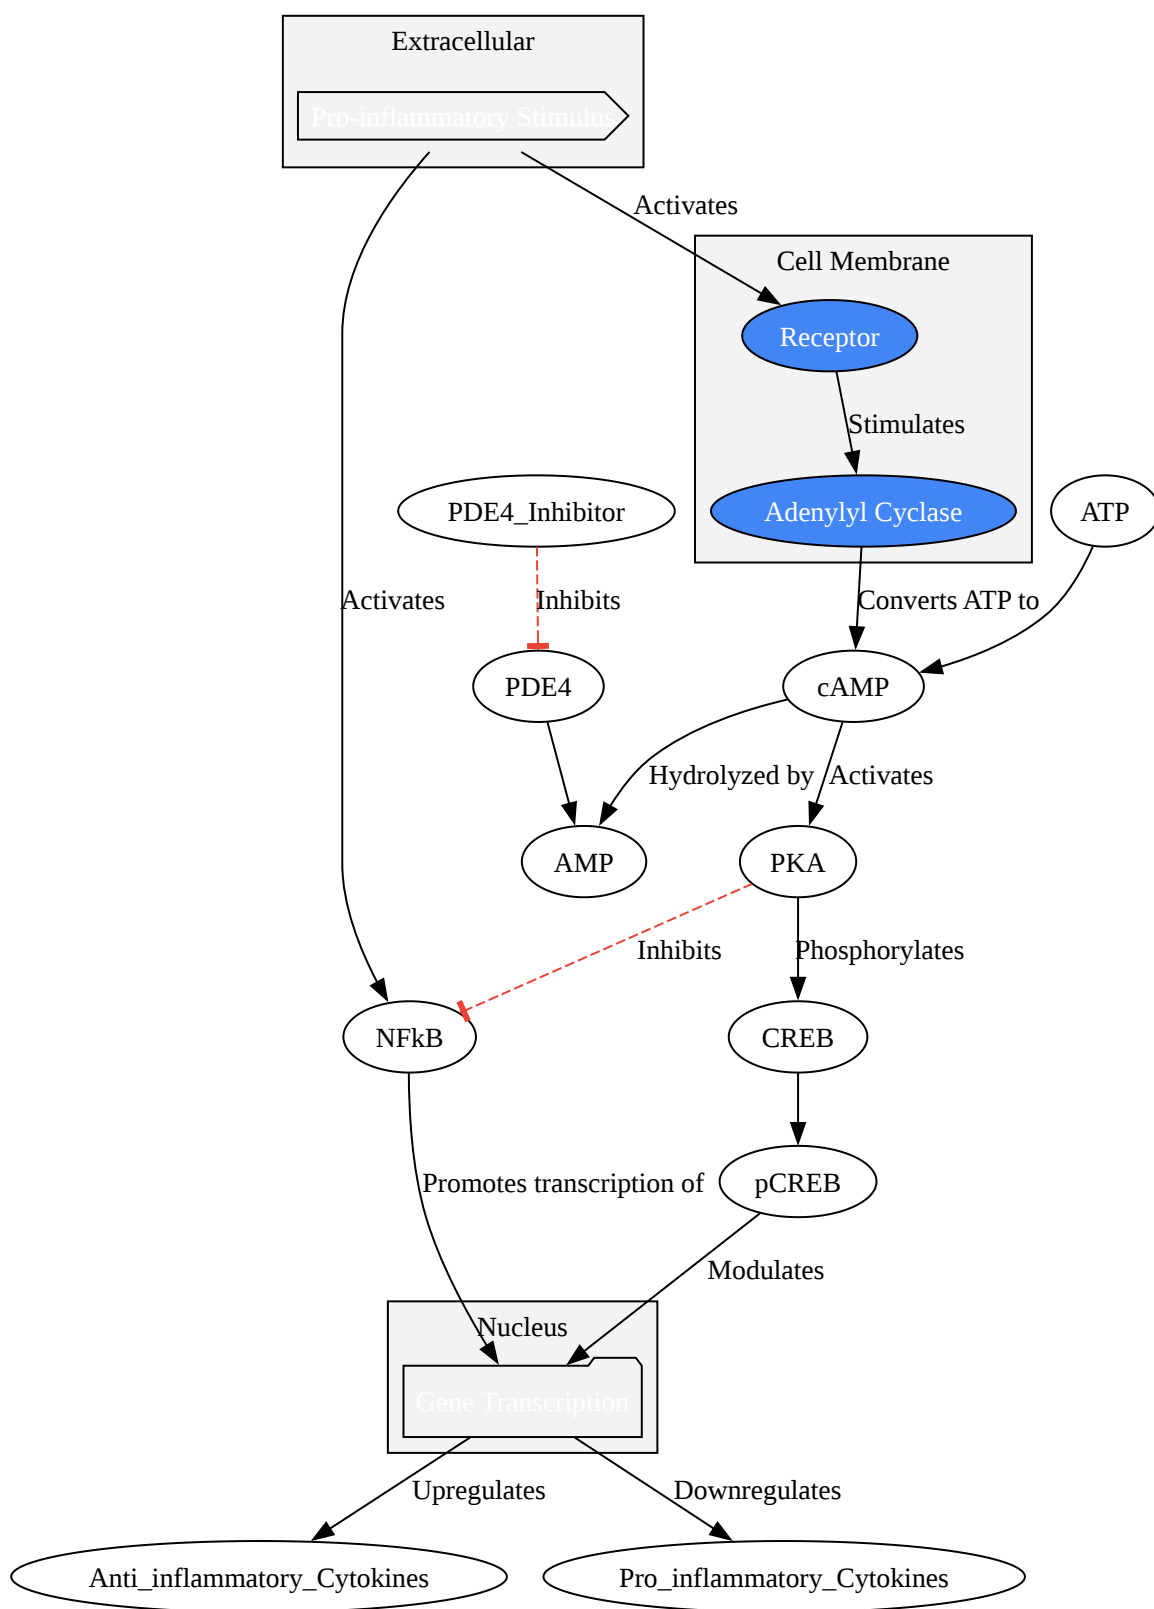 Extracellular
Pro-inflammatory Stimulus
Activates
Cell Membrane
Receptor
Stimulates
PDE4_Inhibitor
Adenylyl Cyclase
ATP
Activates
Inhibits
Converts ATP to
PDE4
cAMP
Hydrolyzed by
Activates
AMP
PKA
Inhibits
Phosphorylates
NFkB
CREB
Promotes transcription of
pCREB
Modulates
Nucleus
Gene Transcription
Upregulates
Downregulates
Anti_inflammatory_Cytokines
Pro_inflammatory_Cytokines